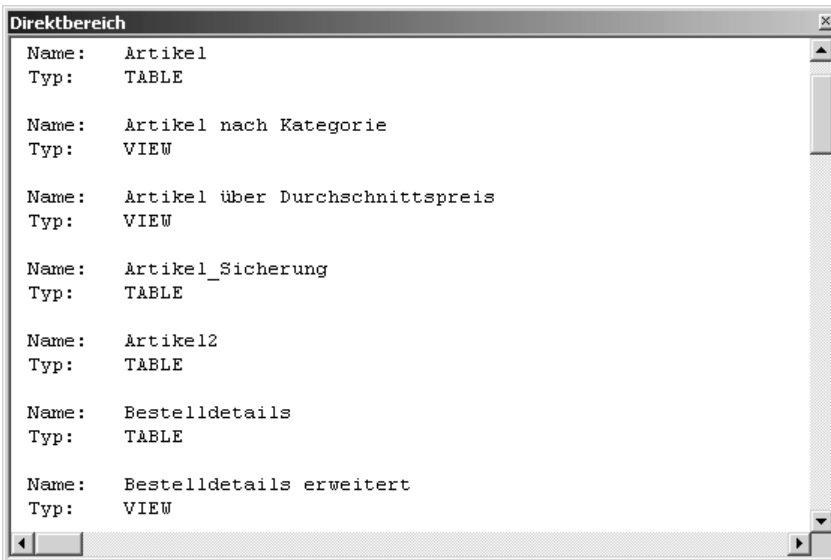 Direktbereich
Name: Artikel
Typ: TABLE
Name: Artikel nach Kategorie
Typ: VIEW
Name: Artikel über Durchschnittspreis
Typ: VIEW
Name: Artikel_Sicherung
Typ: TABLE
Name: Artikel2
Typ: TABLE
Name: Bestelldetails
Typ: TABLE
Name: Bestelldetails erweitert
Typ: VIEW